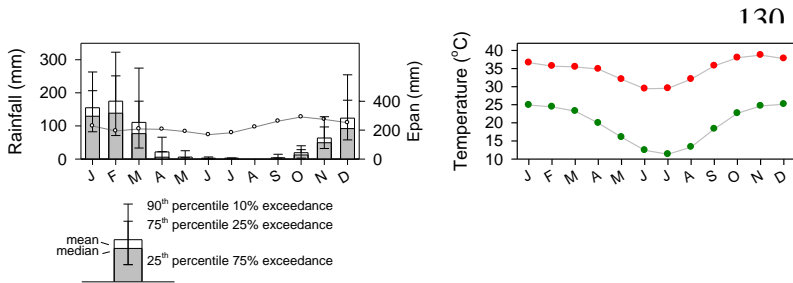 130
Rainfall (mm)
300
200
100
0
400
200
0
Epan (mm)
J F M A M J J A S O N D
Temperature (°C)
40
35
30
25
20
15
10
J F M A M J J A S O N D
90th percentile 10% exceedance
75th percentile 25% exceedance
mean
median
25th percentile 75% exceedance